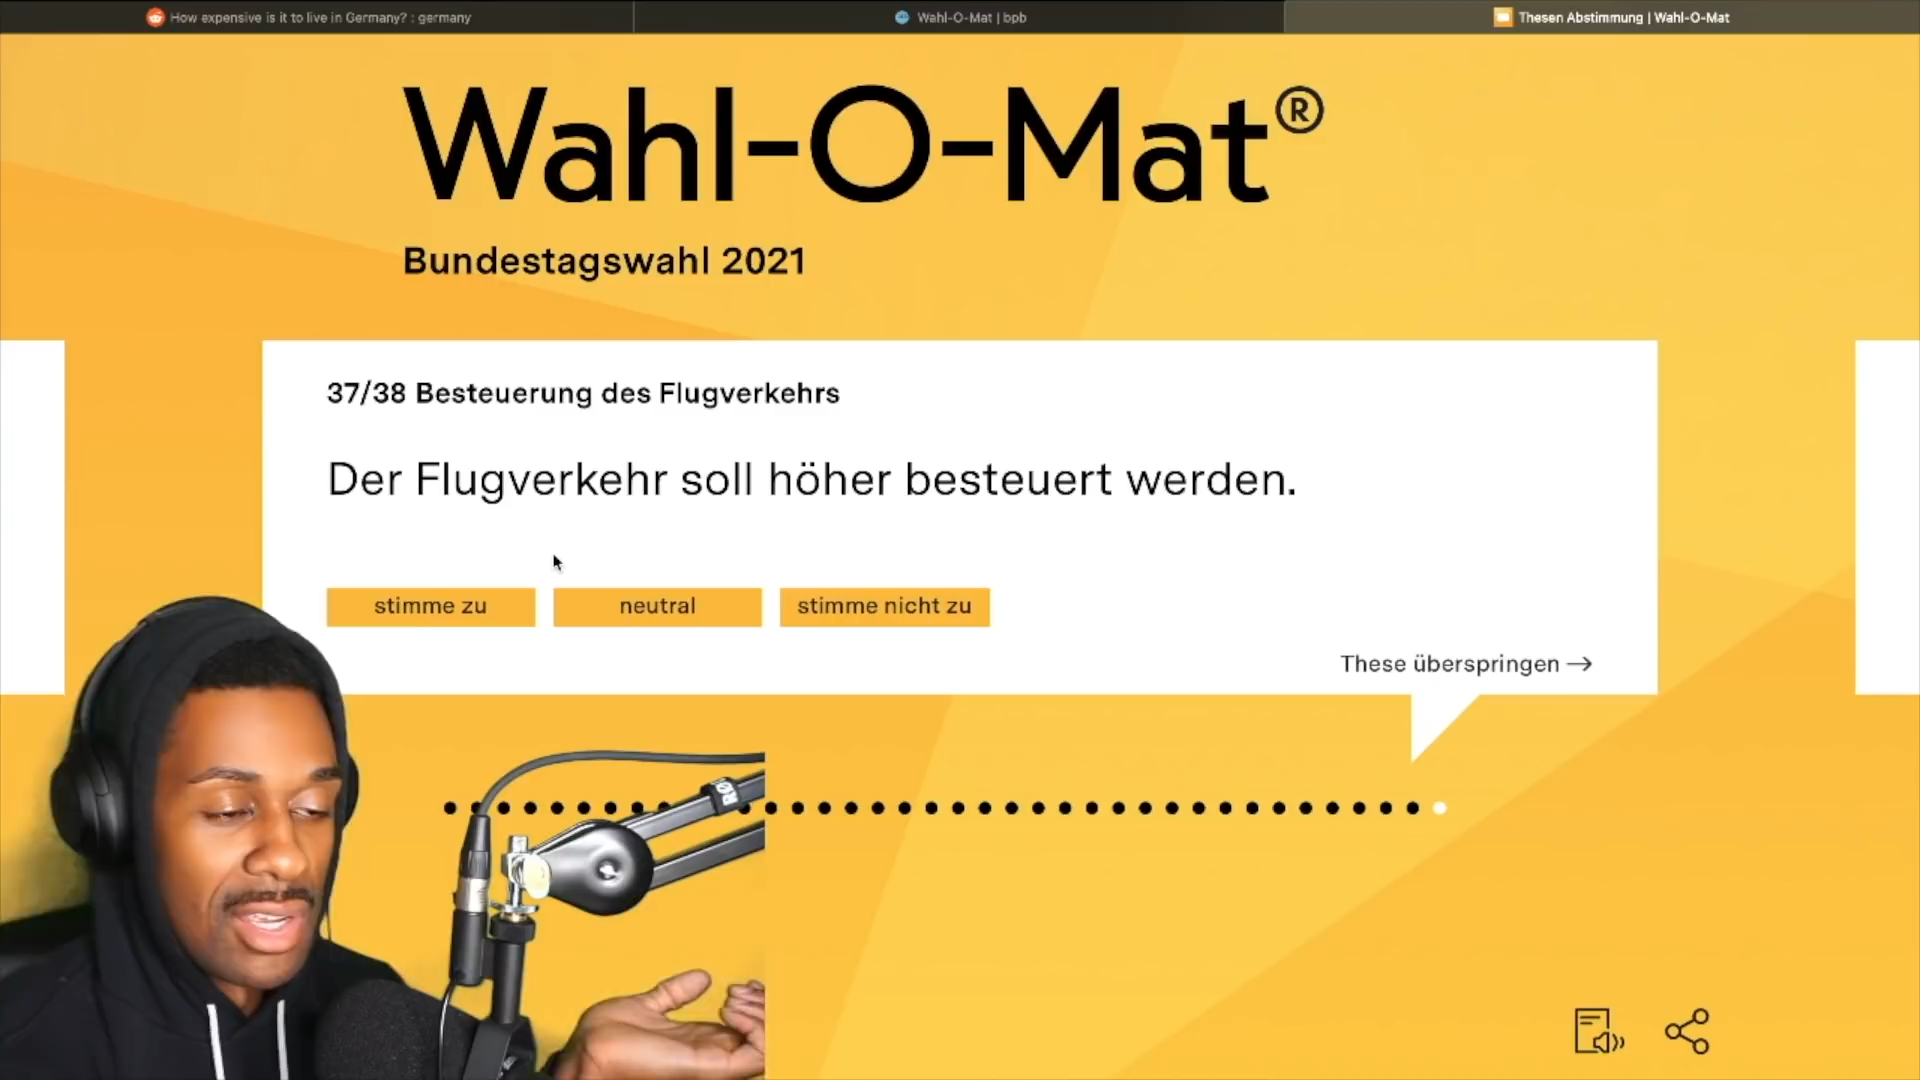 How expensive is it to live in Germany? : germany
Wahl-O-Mat | bpb
Thesen Abstimmung | Wahl-O-Mat
Wahl-O-Mat®
Bundestagswahl 2021
37/38 Besteuerung des Flugverkehrs
Der Flugverkehr soll höher besteuert werden.
stimme zu
neutral
stimme nicht zu
These überspringen →